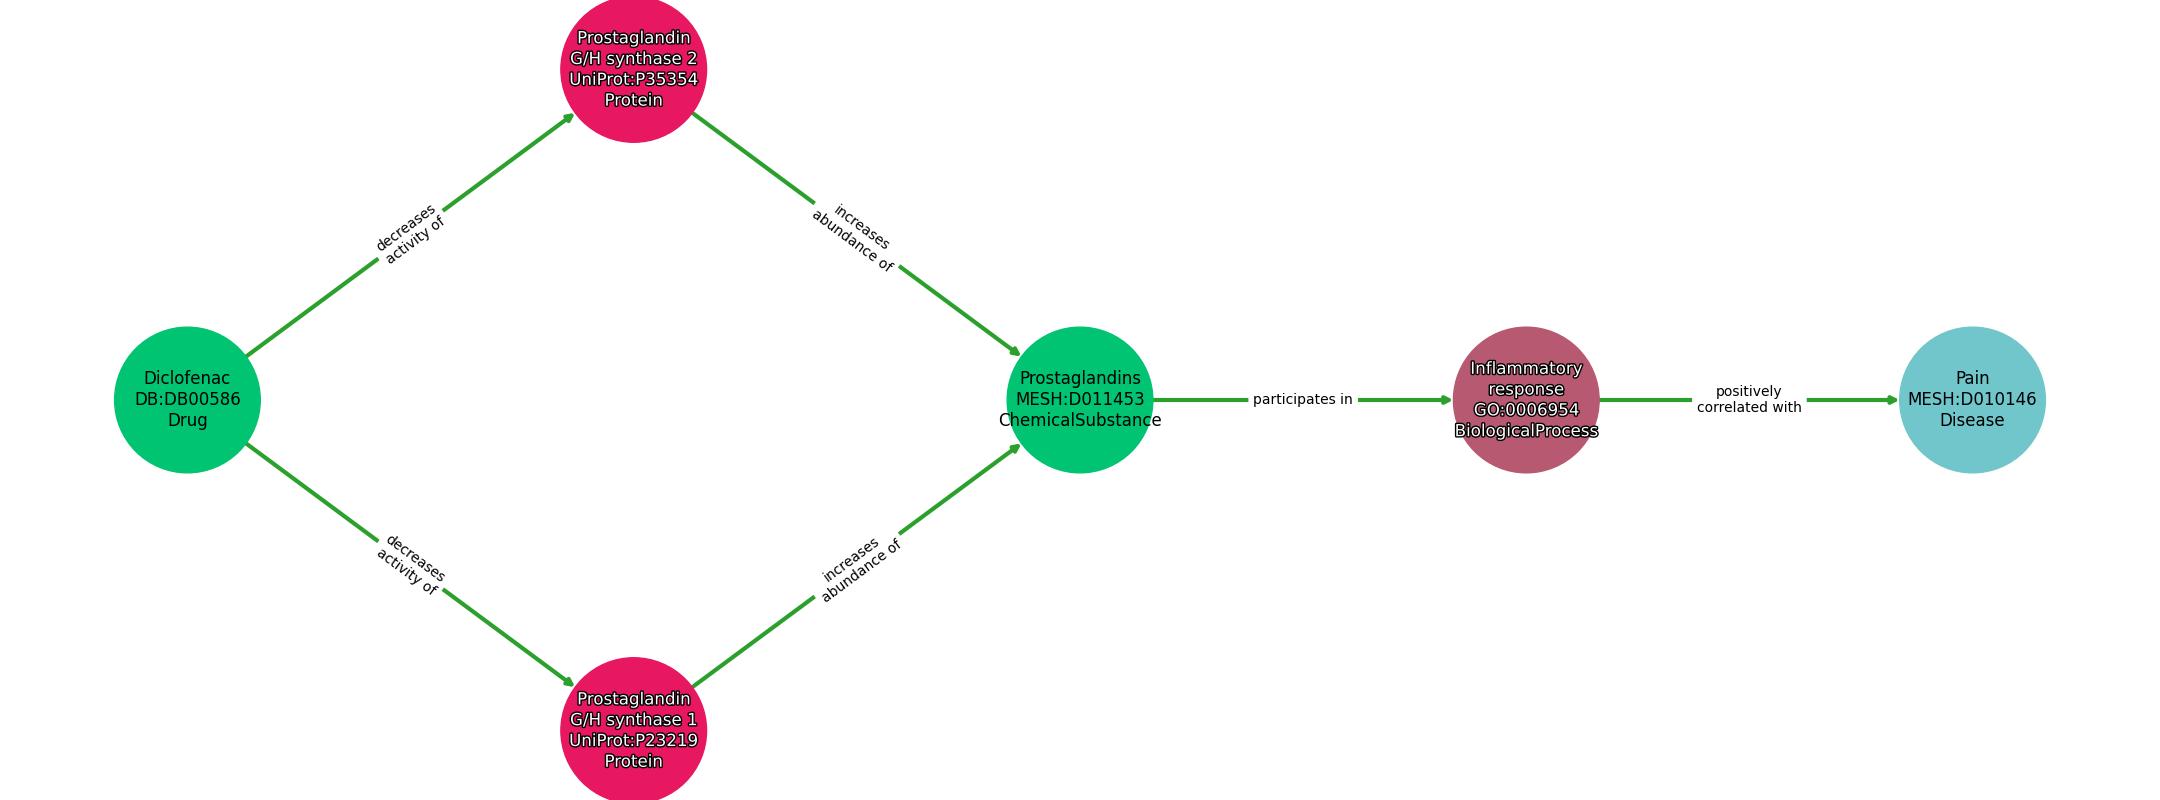 Prostaglandin
G/H synthase 2
UniProt:P35354
Protein
decreases
activity of
increases
abundance of
Diclofenac
DB:DB00586
Drug
Prostaglandins
MESH:D011453
ChemicalSubstance
participates in
Inflammatory
response
GO:0006954
BiologicalProcess
positively
correlated with
Pain
MESH:D010146
Disease
decreases
activity of
increases
abundance of
Prostaglandin
G/H synthase 1
UniProt:P23219
Protein